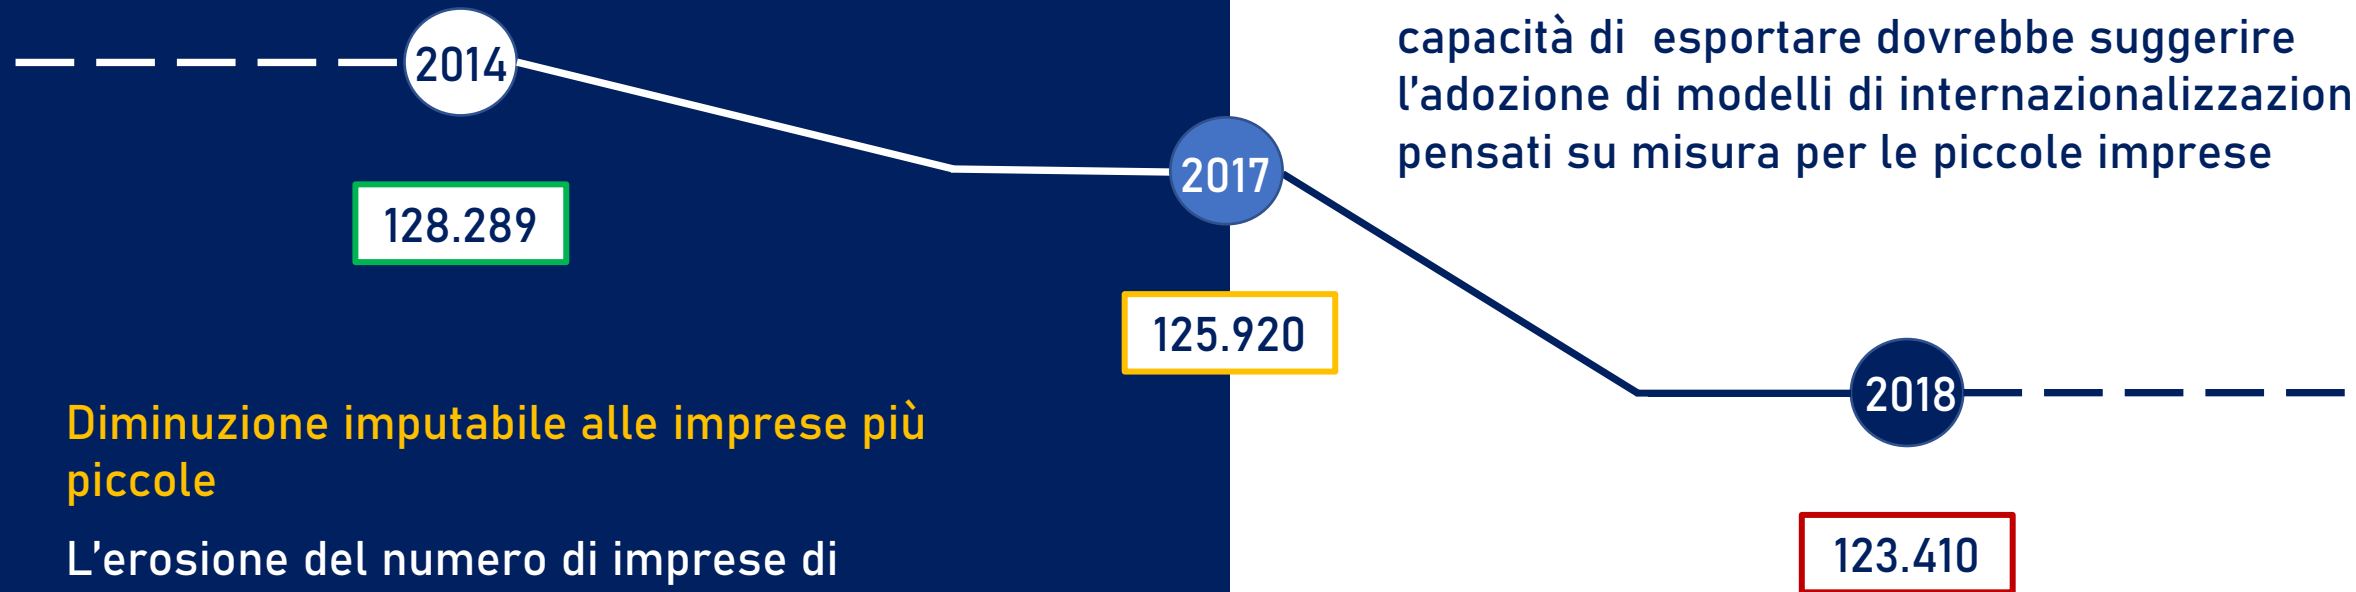 2014
128.289
Diminuzione imputabile alle imprese più
piccole
L'erosione del numero di imprese di
capacità di  esportare dovrebbe suggerire
l'adozione di modelli di internazionalizzazion
pensati su misura per le piccole imprese
2017
125.920
2018
123.410